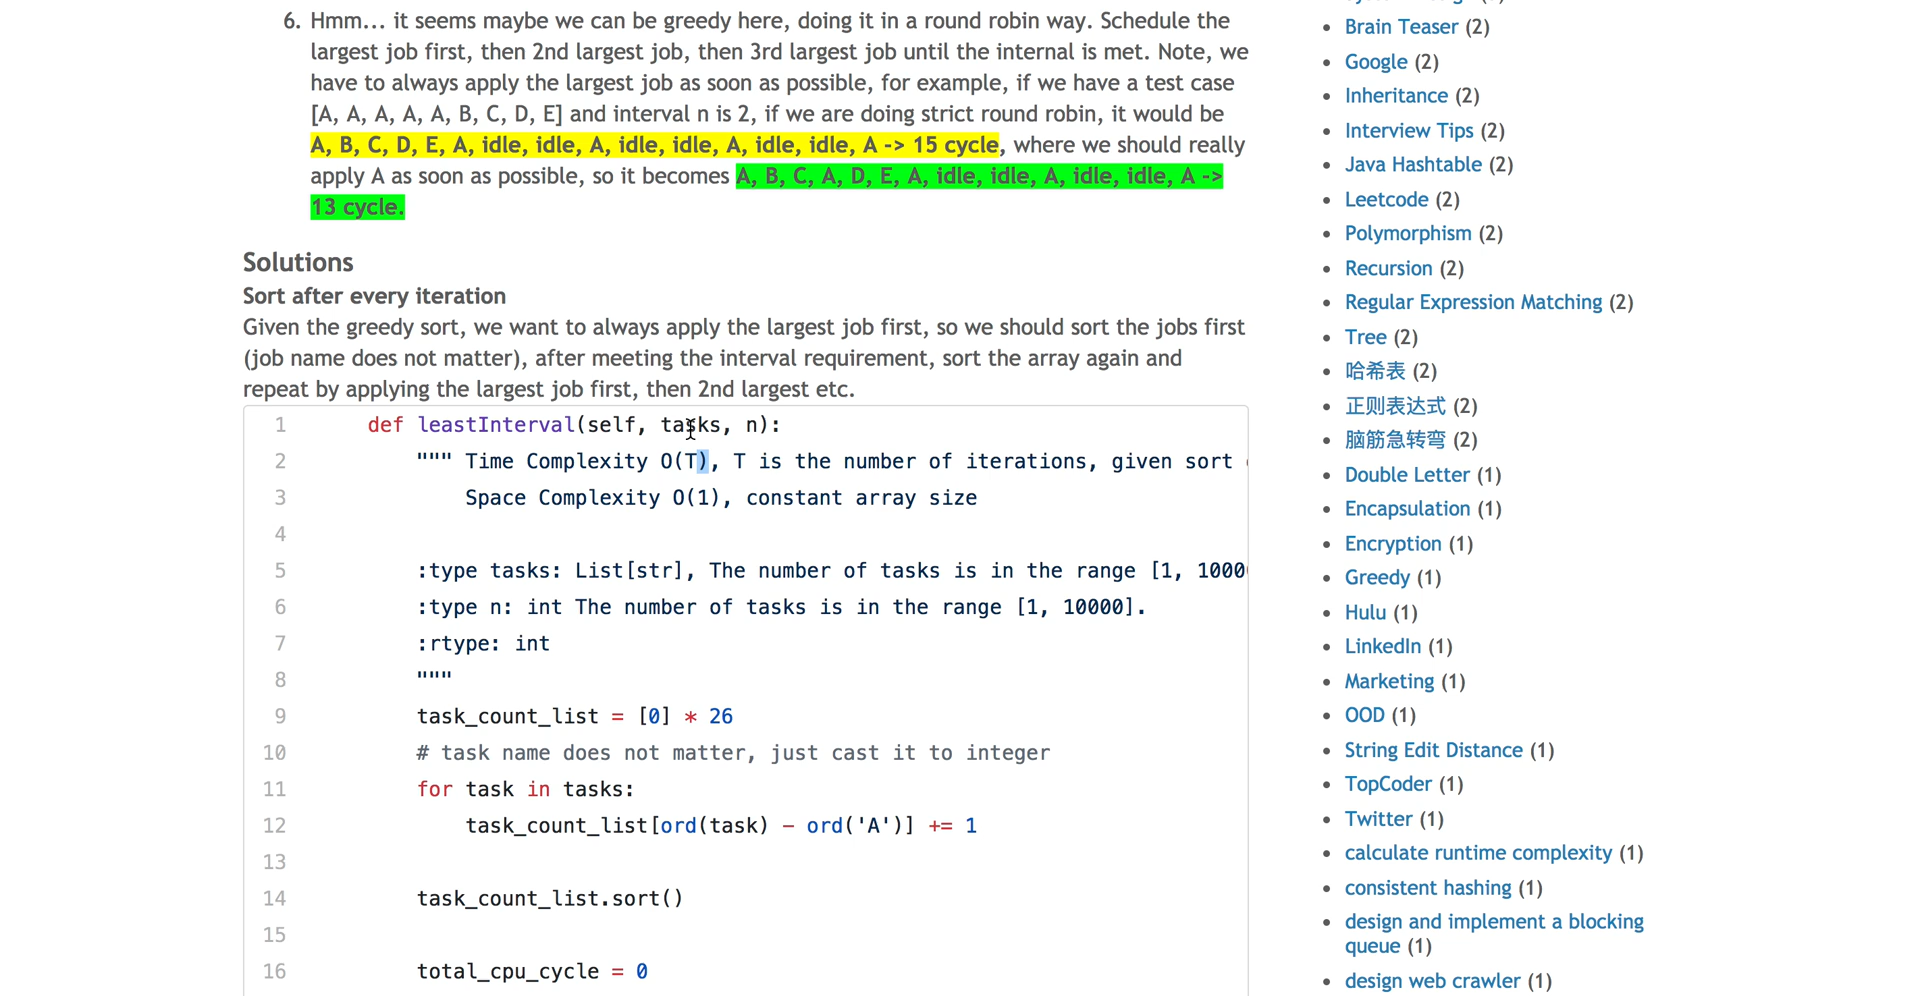 6. Hmm... it seems maybe we can be greedy here, doing it in a round robin way. Schedule the
largest job first, then 2nd largest job, then 3rd largest job until the internal is met. Note, we
have to always apply the largest job as soon as possible, for example, if we have a test case
[A, A, A, A, A, B, C, D, E] and interval n is 2, if we are doing strict round robin, it would be
A, B, C, D, E, A, idle, idle, A, idle, idle, A, idle, idle, A -> 15 cycle, where we should really
apply A as soon as possible, so it becomes A, B, C, A, D, E, A, idle, idle, A, idle, idle, A ->
13 cycle.
Solutions
Sort after every iteration
Given the greedy sort, we want to always apply the largest job first, so we should sort the jobs first
(job name does not matter), after meeting the interval requirement, sort the array again and
repeat by applying the largest job first, then 2nd largest etc.
1 def leastInterval(self, tasks, n):
2 """ Time Complexity O(T), T is the number of iterations, given sort
3 Space Complexity O(1), constant array size
4
5 :type tasks: List[str], The number of tasks is in the range [1, 1000
6 :type n: int The number of tasks is in the range [1, 10000].
7 :rtype: int
8 """
9 task_count_list = [0] * 26
10 # task name does not matter, just cast it to integer
11 for task in tasks:
12 task_count_list[ord(task) - ord('A')] += 1
13
14 task_count_list.sort()
15
16 total_cpu_cycle = 0
Brain Teaser (2)
Google (2)
Inheritance (2)
Interview Tips (2)
Java Hashtable (2)
Leetcode (2)
Polymorphism (2)
Recursion (2)
Regular Expression Matching (2)
Tree (2)
哈希表 (2)
正则表达式 (2)
脑筋急转弯 (2)
Double Letter (1)
Encapsulation (1)
Encryption (1)
Greedy (1)
Hulu (1)
LinkedIn (1)
Marketing (1)
OOD (1)
String Edit Distance (1)
TopCoder (1)
Twitter (1)
calculate runtime complexity (1)
consistent hashing (1)
design and implement a blocking
queue (1)
design web crawler (1)